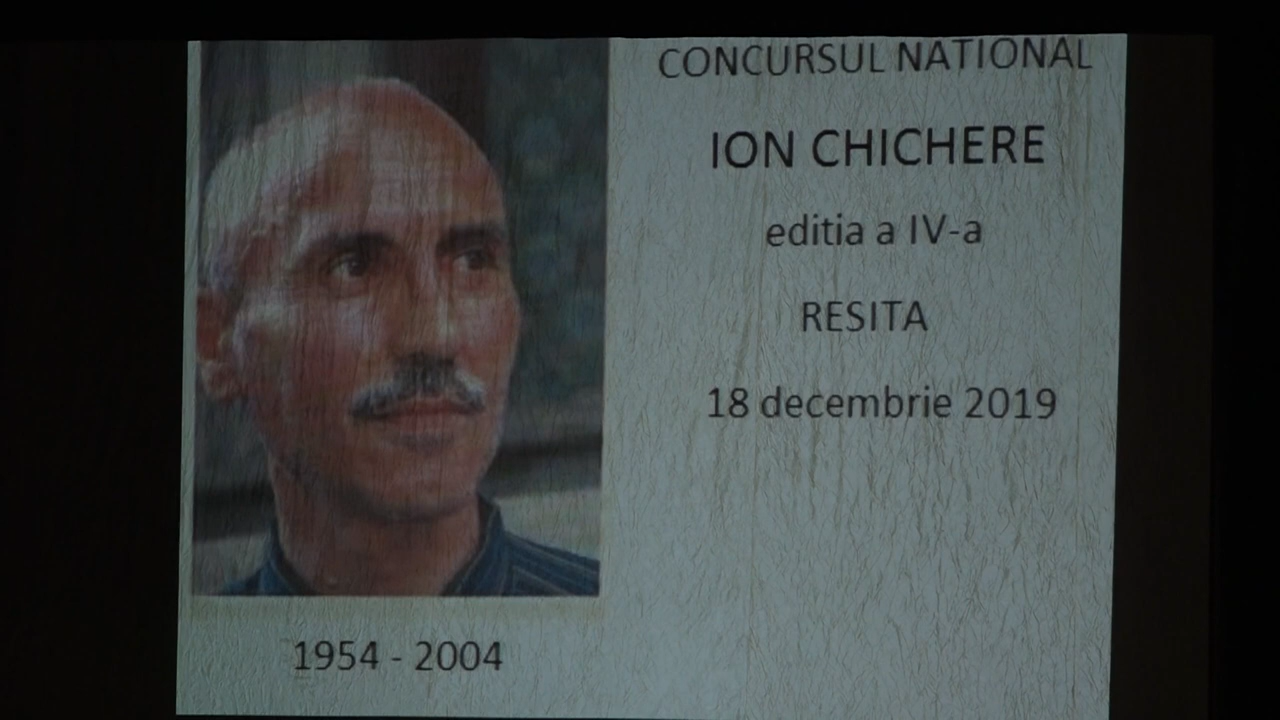 CONCURSUL NATIONAL
ION CHICHERE
editia a IV-a
RESITA
18 decembrie 2019
1954 - 2004